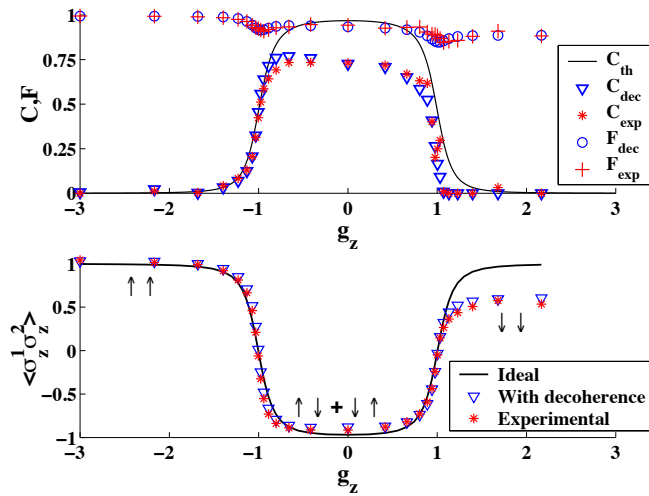 C,F
1
0.75
0.5
0.25
0
−3 −2 −1 0 1 2 3
g_z
C_th
C_dec
C_exp
F_dec
F_exp
<σ_z^1σ_z^2>
1
0.5
0
−0.5
−1
↑ ↑
↑ ↓ + ↓ ↑
↓ ↓
−3 −2 −1 0 1 2 3
g_z
Ideal
With decoherence
Experimental